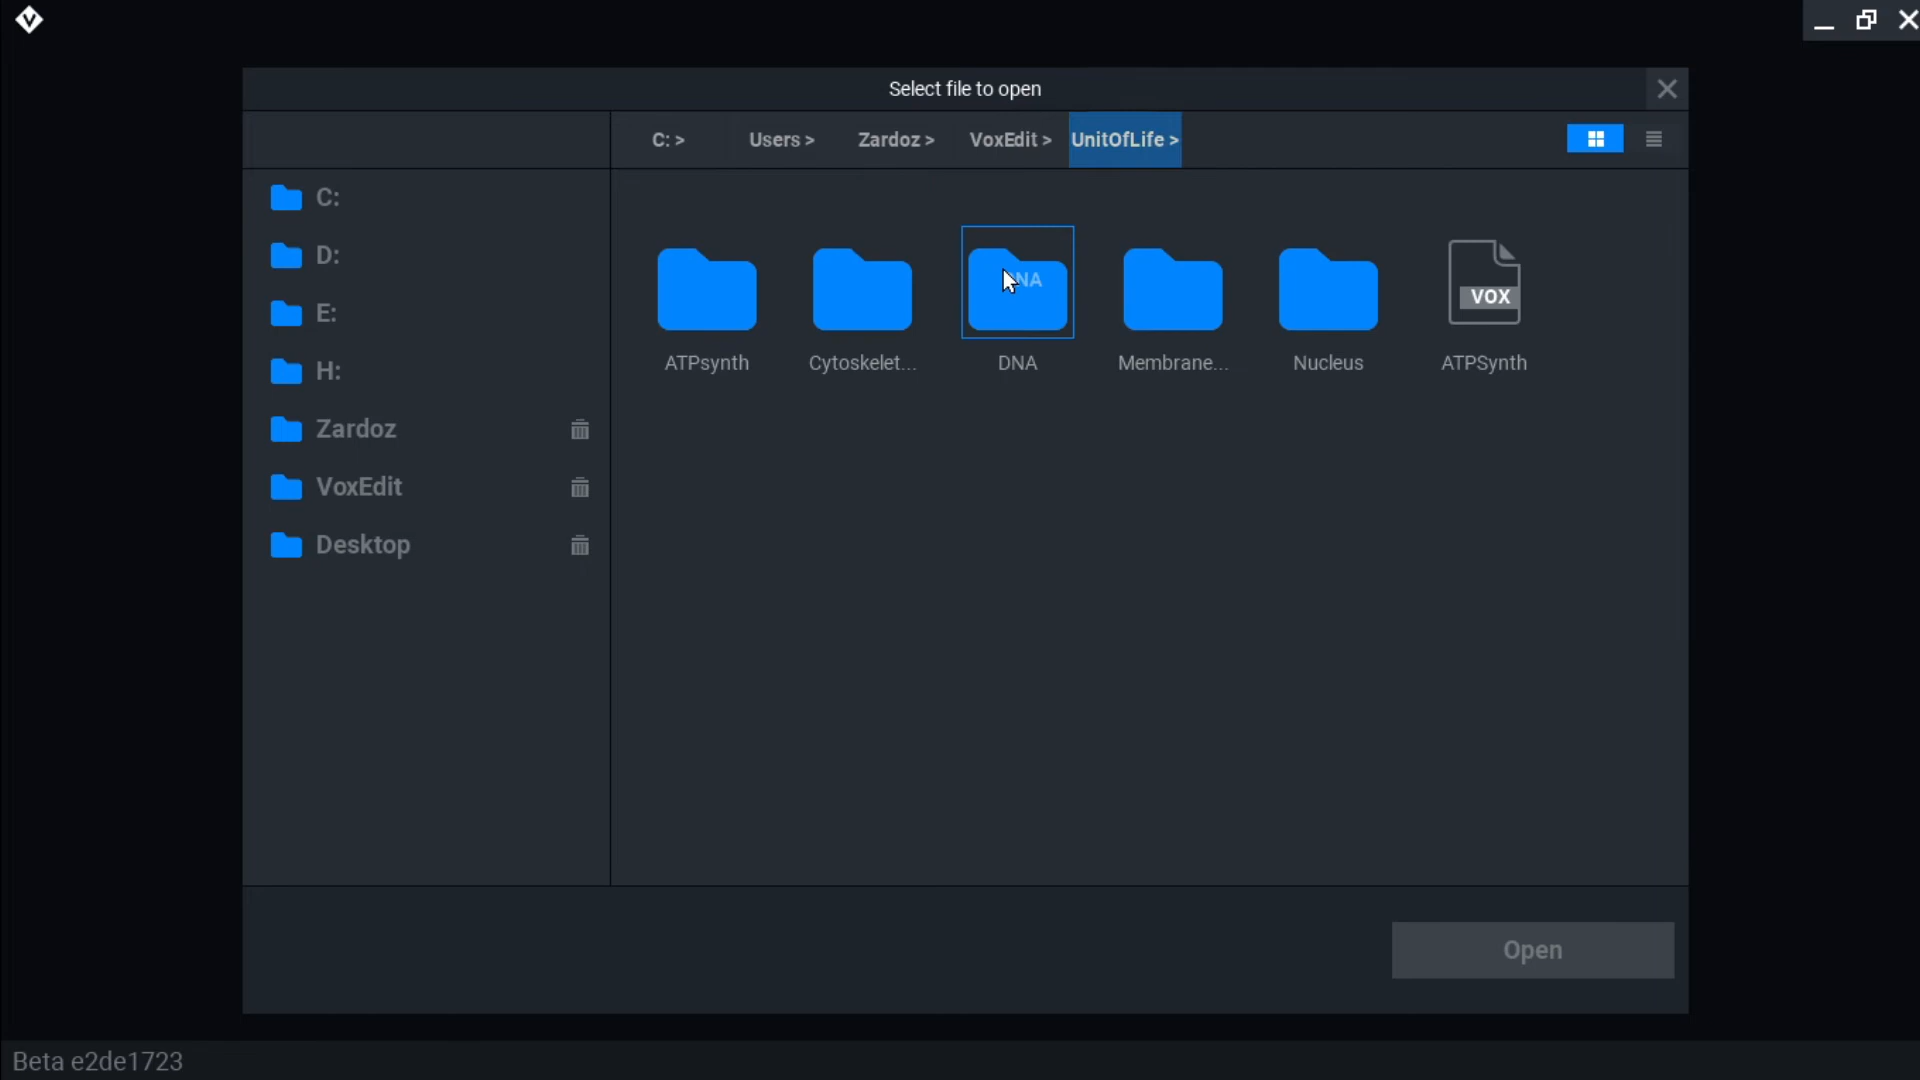 Select file to open
C: >
Users >
Zardoz >
VoxEdit >
UnitOfLife >
C:
D:
E:
H:
Zardoz
VoxEdit
Desktop
VOX
ATPsynth
Cytoskelet...
DNA
Membrane...
Nucleus
ATPSynth
Open
Beta e2de1723